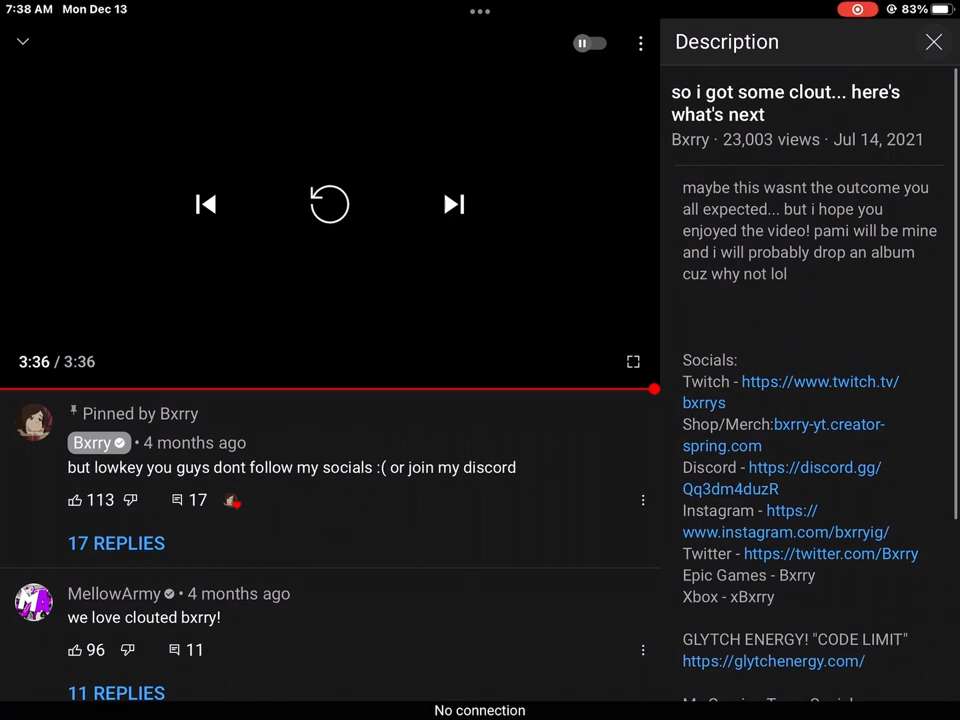 7:38 AM Mon Dec 13
83%
Description
so i got some clout... here's
what's next
Bxrry · 23,003 views · Jul 14, 2021
maybe this wasnt the outcome you
all expected... but i hope you
enjoyed the video! pami will be mine
and i will probably drop an album
cuz why not lol
Socials:
Twitch - https://www.twitch.tv/
bxrrys
Shop/Merch:bxrry-yt.creator-
spring.com
Discord - https://discord.gg/
Qq3dm4duzR
Instagram - https://
www.instagram.com/bxrryig/
Twitter - https://twitter.com/Bxrry
Epic Games - Bxrry
Xbox - xBxrry
GLYTCH ENERGY! "CODE LIMIT"
https://glytchenergy.com/
3:36 / 3:36
Pinned by Bxrry
Bxrry • 4 months ago
but lowkey you guys dont follow my socials :( or join my discord
113 17
17 REPLIES
MA
MellowArmy • 4 months ago
we love clouted bxrry!
96 11
11 REPLIES
No connection